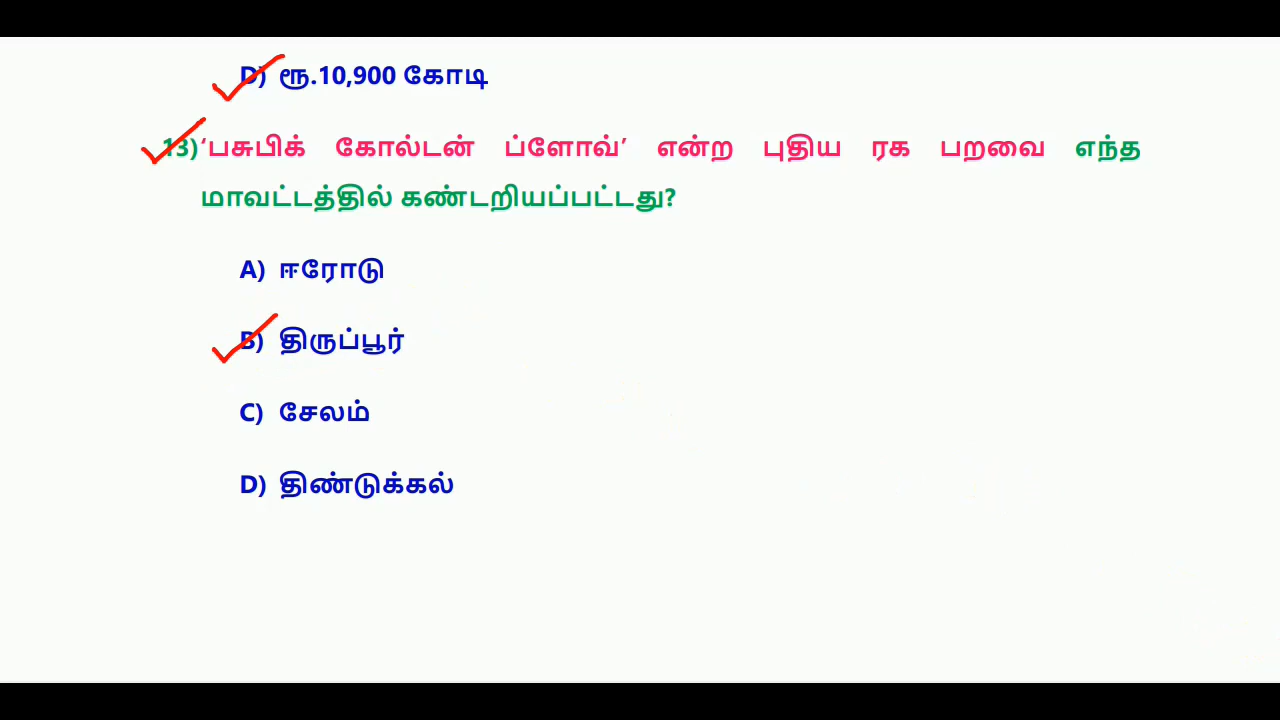 D) ரூ.10,900 கோடி
13) ‘பசுபிக் கோல்டன் ப்ளோவ்’ என்ற புதிய ரக பறவை எந்த
மாவட்டத்தில் கண்டறியப்பட்டது?
A) ஈரோடு
B) திருப்பூர்
C) சேலம்
D) திண்டுக்கல்